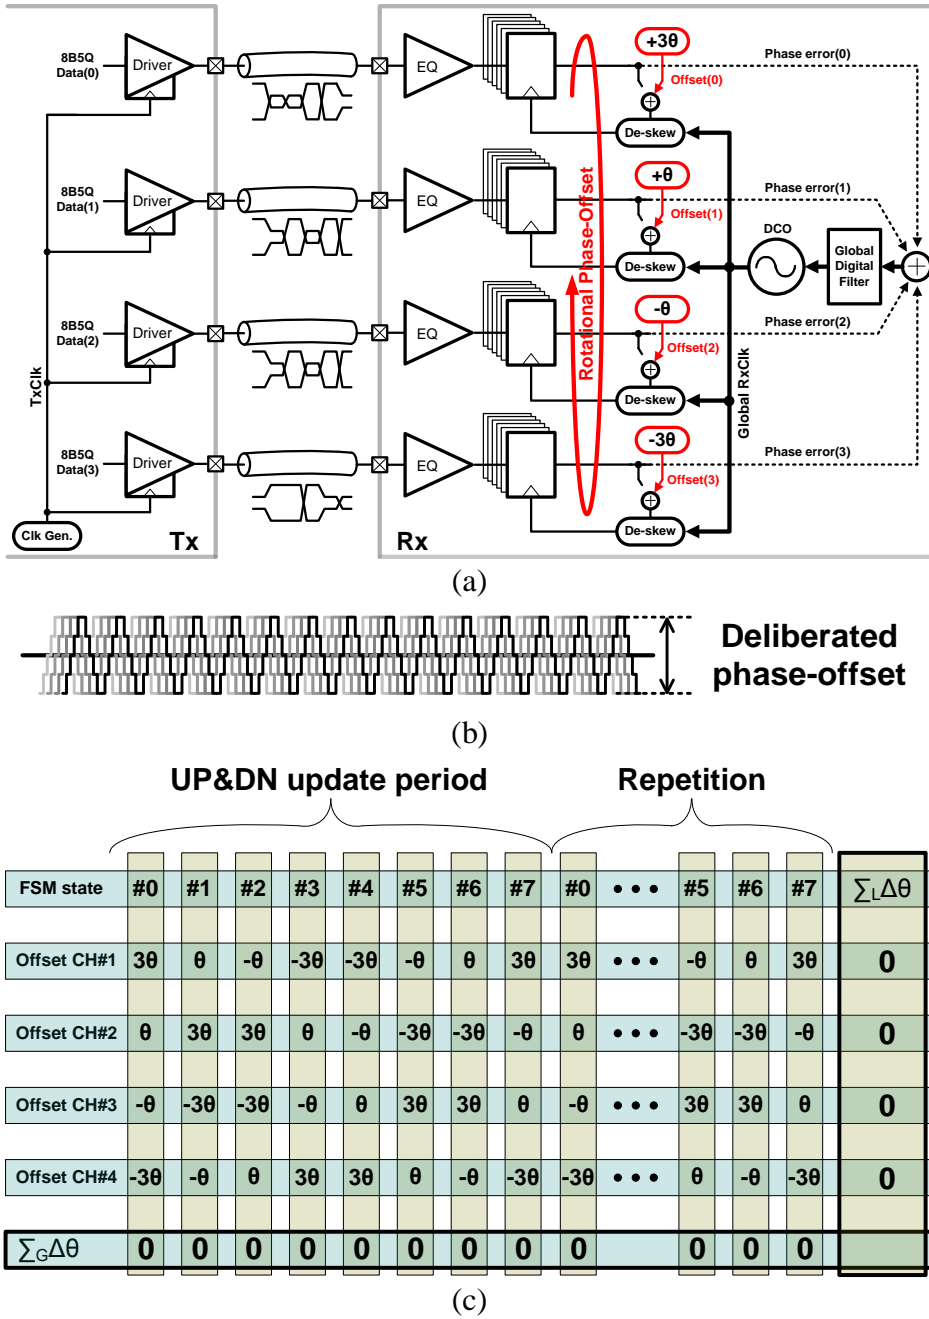 8B5Q
Data(0)
Driver
EQ
+3θ
Offset(0)
De-skew
Phase error(0)
8B5Q
Data(1)
Driver
EQ
+θ
Offset(1)
De-skew
Phase error(1)
DCO
Global
Digital
Filter
Rotational Phase-Offset
8B5Q
Data(2)
Driver
EQ
-θ
Offset(2)
De-skew
Phase error(2)
TxClk
Global RxClk
8B5Q
Data(3)
Driver
EQ
-3θ
Offset(3)
De-skew
Phase error(3)
Clk Gen.
Tx
Rx
(a)
Deliberated
phase-offset
(b)
UP&DN update period Repetition
FSM state #0 #1 #2 #3 #4 #5 #6 #7 #0 ••• #5 #6 #7 ∑LΔθ
Offset CH#1 3θ θ -θ -3θ -3θ -θ θ 3θ 3θ ••• -θ θ 3θ 0
Offset CH#2 θ 3θ 3θ θ -θ -3θ -3θ -θ θ ••• -3θ -3θ -θ 0
Offset CH#3 -θ -3θ -3θ -θ θ 3θ 3θ θ -θ ••• 3θ 3θ θ 0
Offset CH#4 -3θ -θ θ 3θ 3θ θ -θ -3θ -3θ ••• θ -θ -3θ 0
∑GΔθ 0 0 0 0 0 0 0 0 0 0 0 0
(c)